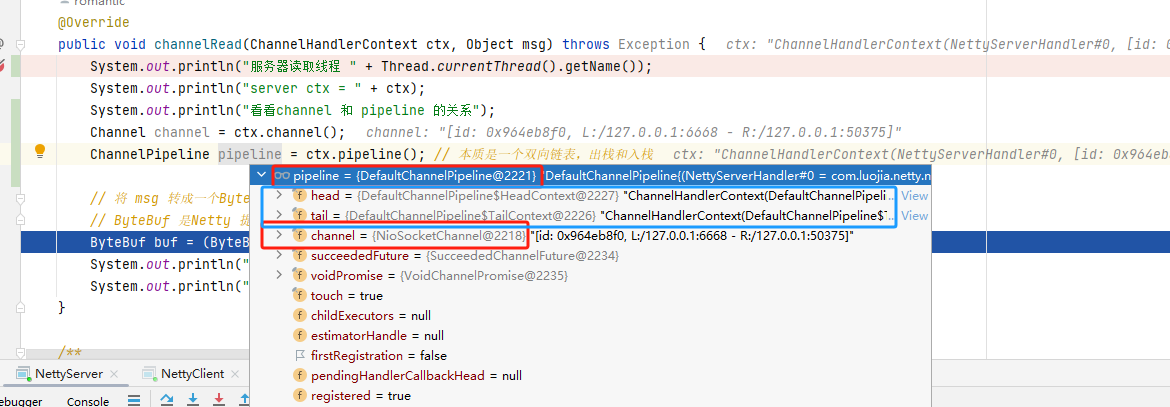 romantic
@Override
public void channelRead(ChannelHandlerContext ctx, Object msg) throws Exception { ctx: "ChannelHandlerContext(NettyServerHandler#0, [id: 0
System.out.println("服务器读取线程 " + Thread.currentThread().getName());
System.out.println("server ctx = " + ctx);
System.out.println("看看channel 和 pipeline 的关系");
Channel channel = ctx.channel(); channel: "[id: 0x964eb8f0, L:/127.0.0.1:6668 - R:/127.0.0.1:50375]"
ChannelPipeline pipeline = ctx.pipeline(); // 本质是一个双向链表，出栈和入栈 ctx: "ChannelHandlerContext(NettyServerHandler#0, [id: 0x964eb
pipeline = {DefaultChannelPipeline@2221} "DefaultChannelPipeline{(NettyServerHandler#0 = com.luojia.netty.n
head = {DefaultChannelPipeline$HeadContext@2227} "ChannelHandlerContext(DefaultChannelPipeli... View
// 将 msg 转成一个Byte
tail = {DefaultChannelPipeline$TailContext@2226} "ChannelHandlerContext(DefaultChannelPipeline$T... View
// ByteBuf 是Netty 提
channel = {NioSocketChannel@2218} "[id: 0x964eb8f0, L:/127.0.0.1:6668 - R:/127.0.0.1:50375]"
ByteBuf buf = (ByteB
succeededFuture = {SucceededChannelFuture@2234}
System.out.println("
voidPromise = {VoidChannelPromise@2235}
System.out.println("
touch = true
}
childExecutors = null
estimatorHandle = null
/**
firstRegistration = false
NettyServer
NettyClient
pendingHandlerCallbackHead = null
ebugger
Console
registered = true